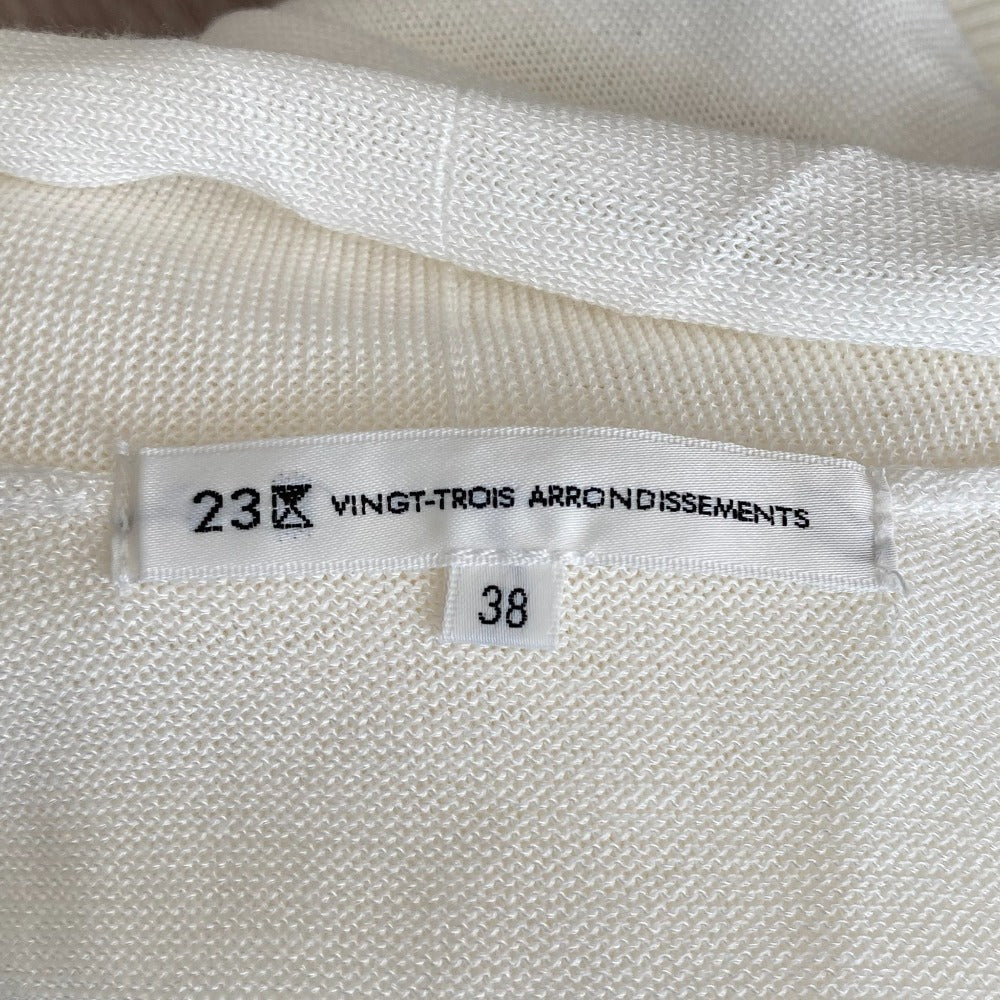 23区 VINGT-TROIS ARRONDISSEMENTS
38